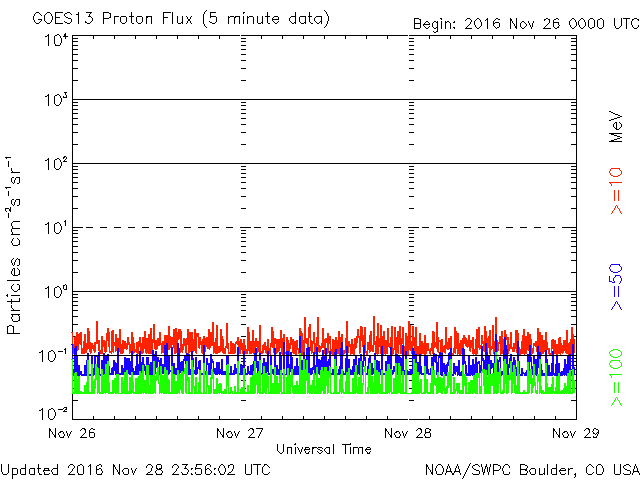 GOES13 Proton Flux (5 minute data)
Begin: 2016 Nov 26 0000 UTC
Particles cm⁻²s⁻¹sr⁻¹
10⁴
10³
10²
10¹
10⁰
10⁻¹
10⁻²
MeV
>=10
>=50
>=100
Nov 26 Nov 27 Nov 28 Nov 29
Universal Time
Updated 2016 Nov 28 23:56:02 UTC
NOAA/SWPC Boulder, CO USA